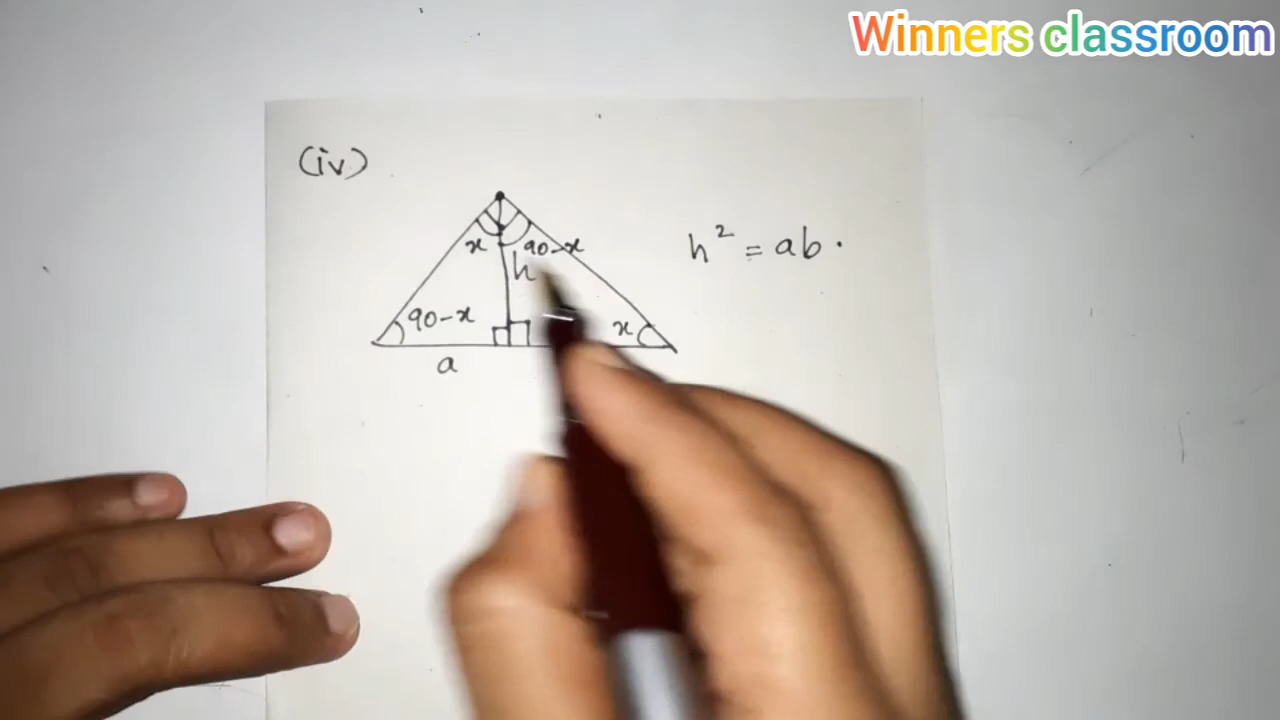 Winners classroom
(iv)
x 90-x
h
h² = ab.
90-x
x
a